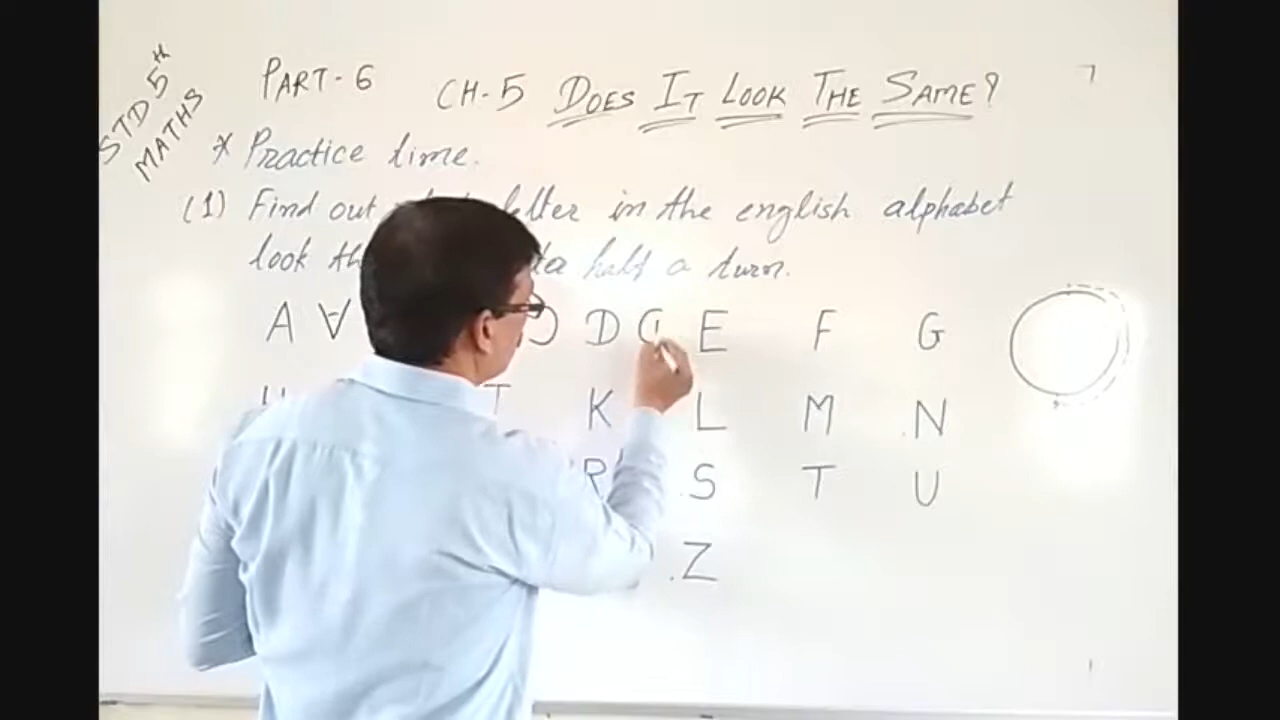 STD 5th
MATHS
PART-6 CH-5 DOES IT LOOK THE SAME?
* Practice time.
(1) Find out letter in the english alphabet
look half a turn.
A D E F G
K L M N
R S T U
Z